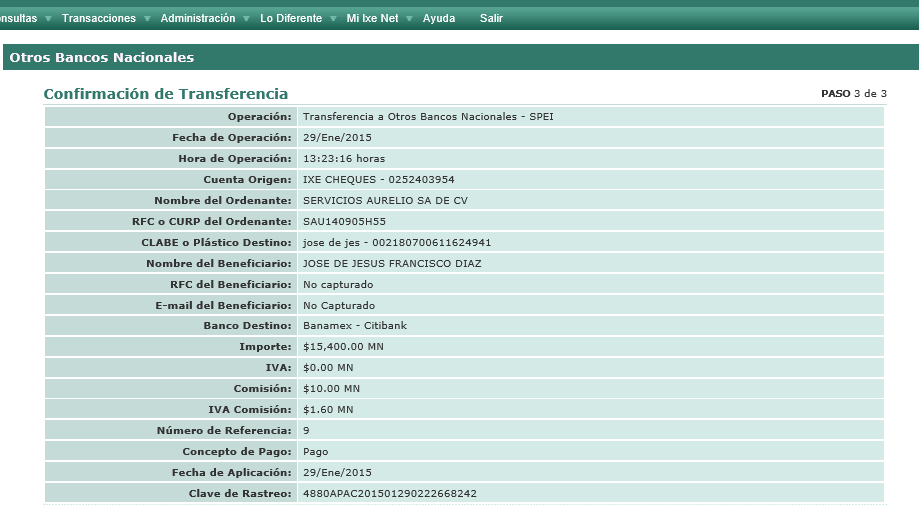 nsultas Transacciones Administración Lo Diferente Mi Ixe Net Ayuda Salir
Otros Bancos Nacionales
Confirmación de Transferencia PASO 3 de 3
Operación: Transferencia a Otros Bancos Nacionales - SPEI
Fecha de Operación: 29/Ene/2015
Hora de Operación: 13:23:16 horas
Cuenta Origen: IXE CHEQUES - 0252403954
Nombre del Ordenante: SERVICIOS AURELIO SA DE CV
RFC o CURP del Ordenante: SAU140905H55
CLABE o Plástico Destino: jose de jes - 002180700611624941
Nombre del Beneficiario: JOSE DE JESUS FRANCISCO DIAZ
RFC del Beneficiario: No capturado
E-mail del Beneficiario: No Capturado
Banco Destino: Banamex - Citibank
Importe: $15,400.00 MN
IVA: $0.00 MN
Comisión: $10.00 MN
IVA Comisión: $1.60 MN
Número de Referencia: 9
Concepto de Pago: Pago
Fecha de Aplicación: 29/Ene/2015
Clave de Rastreo: 4880APAC201501290222668242